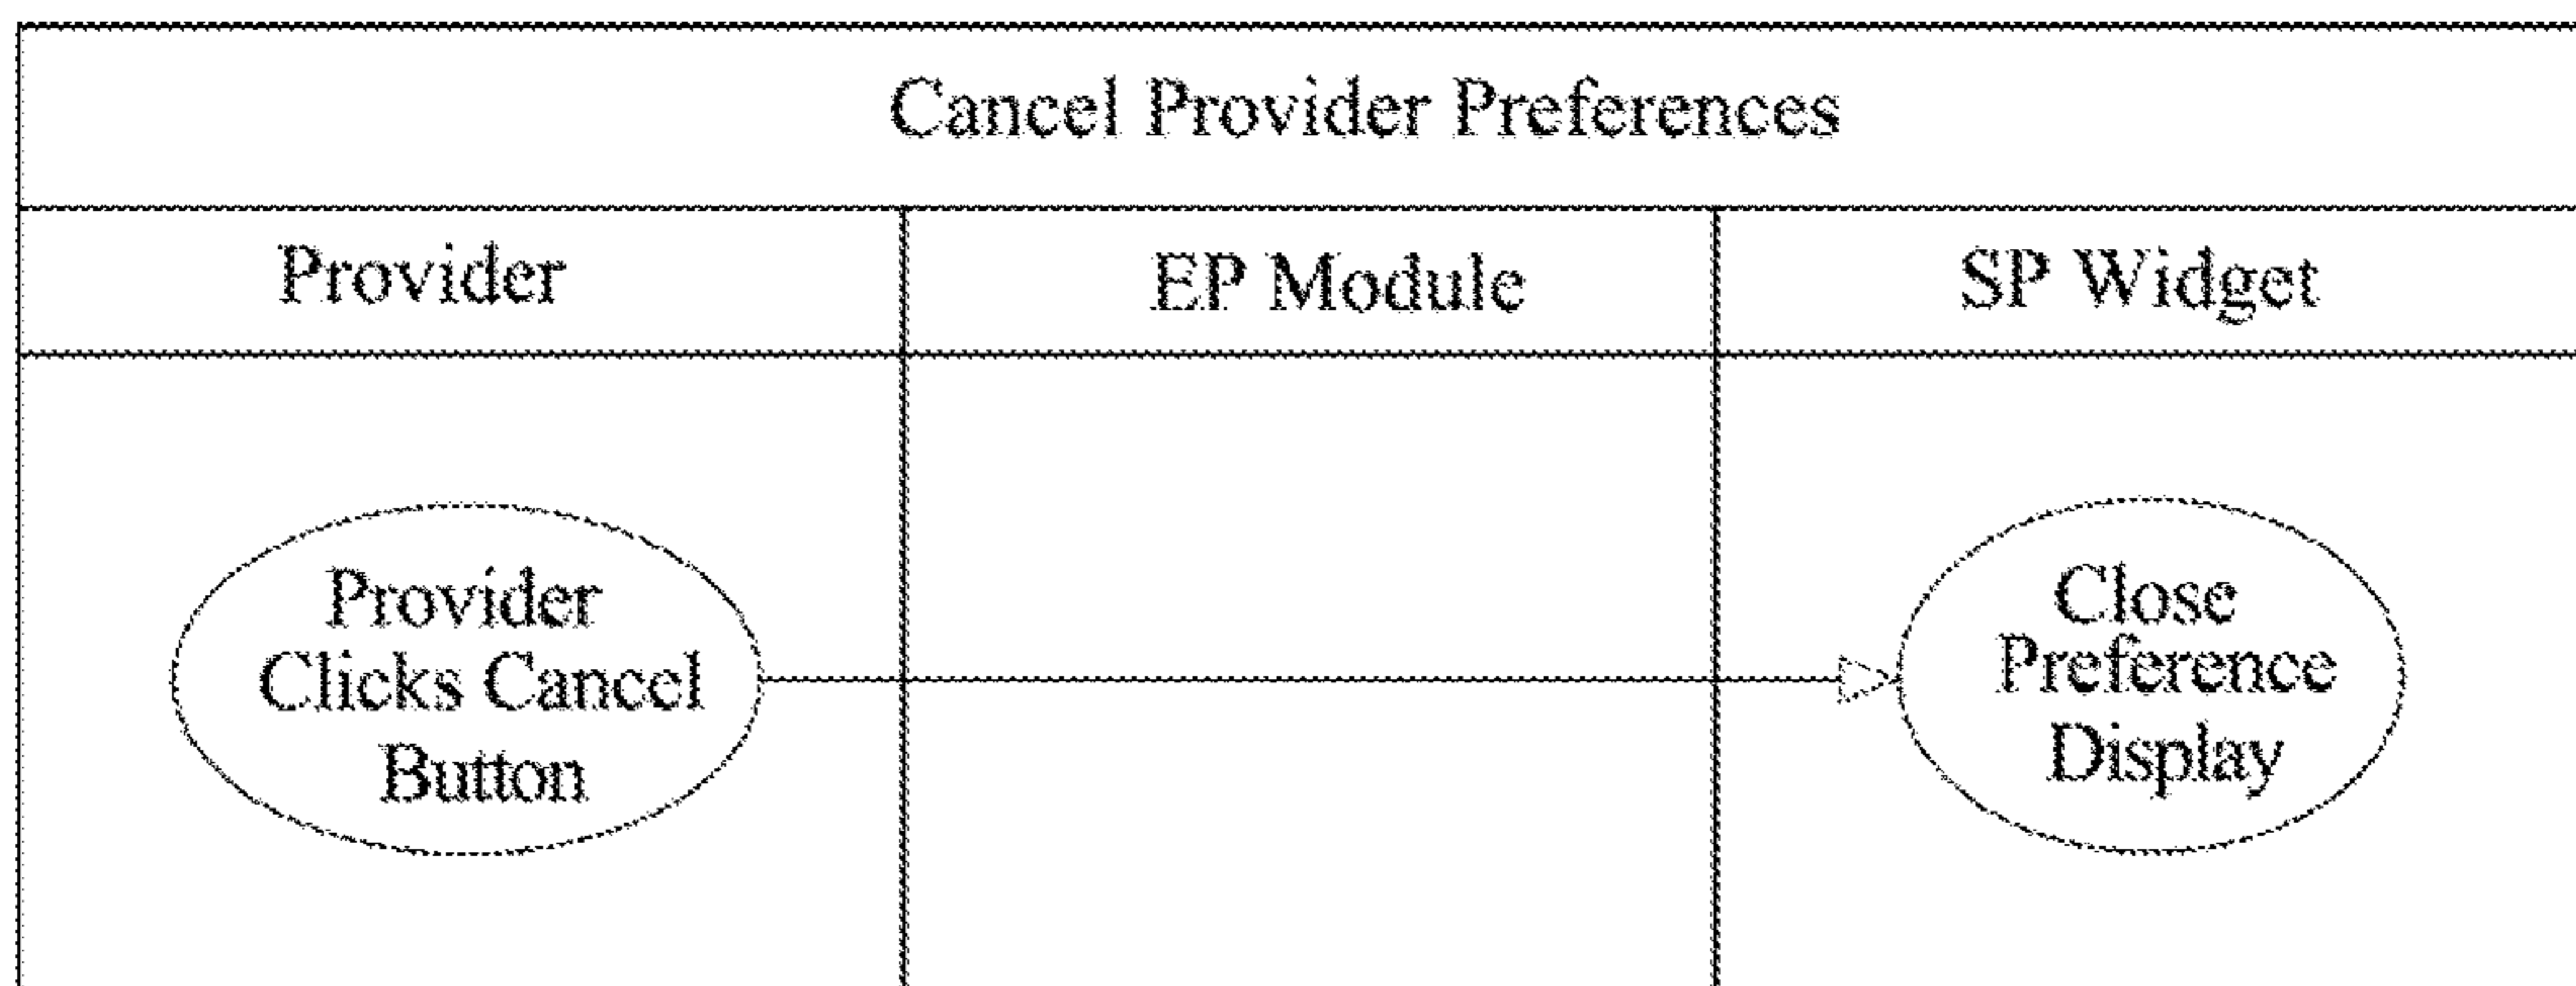 Cancel Provider Preferences
Provider
EP Module
SP Widget
Provider
Clicks Cancel
Button
Close
Preference
Display